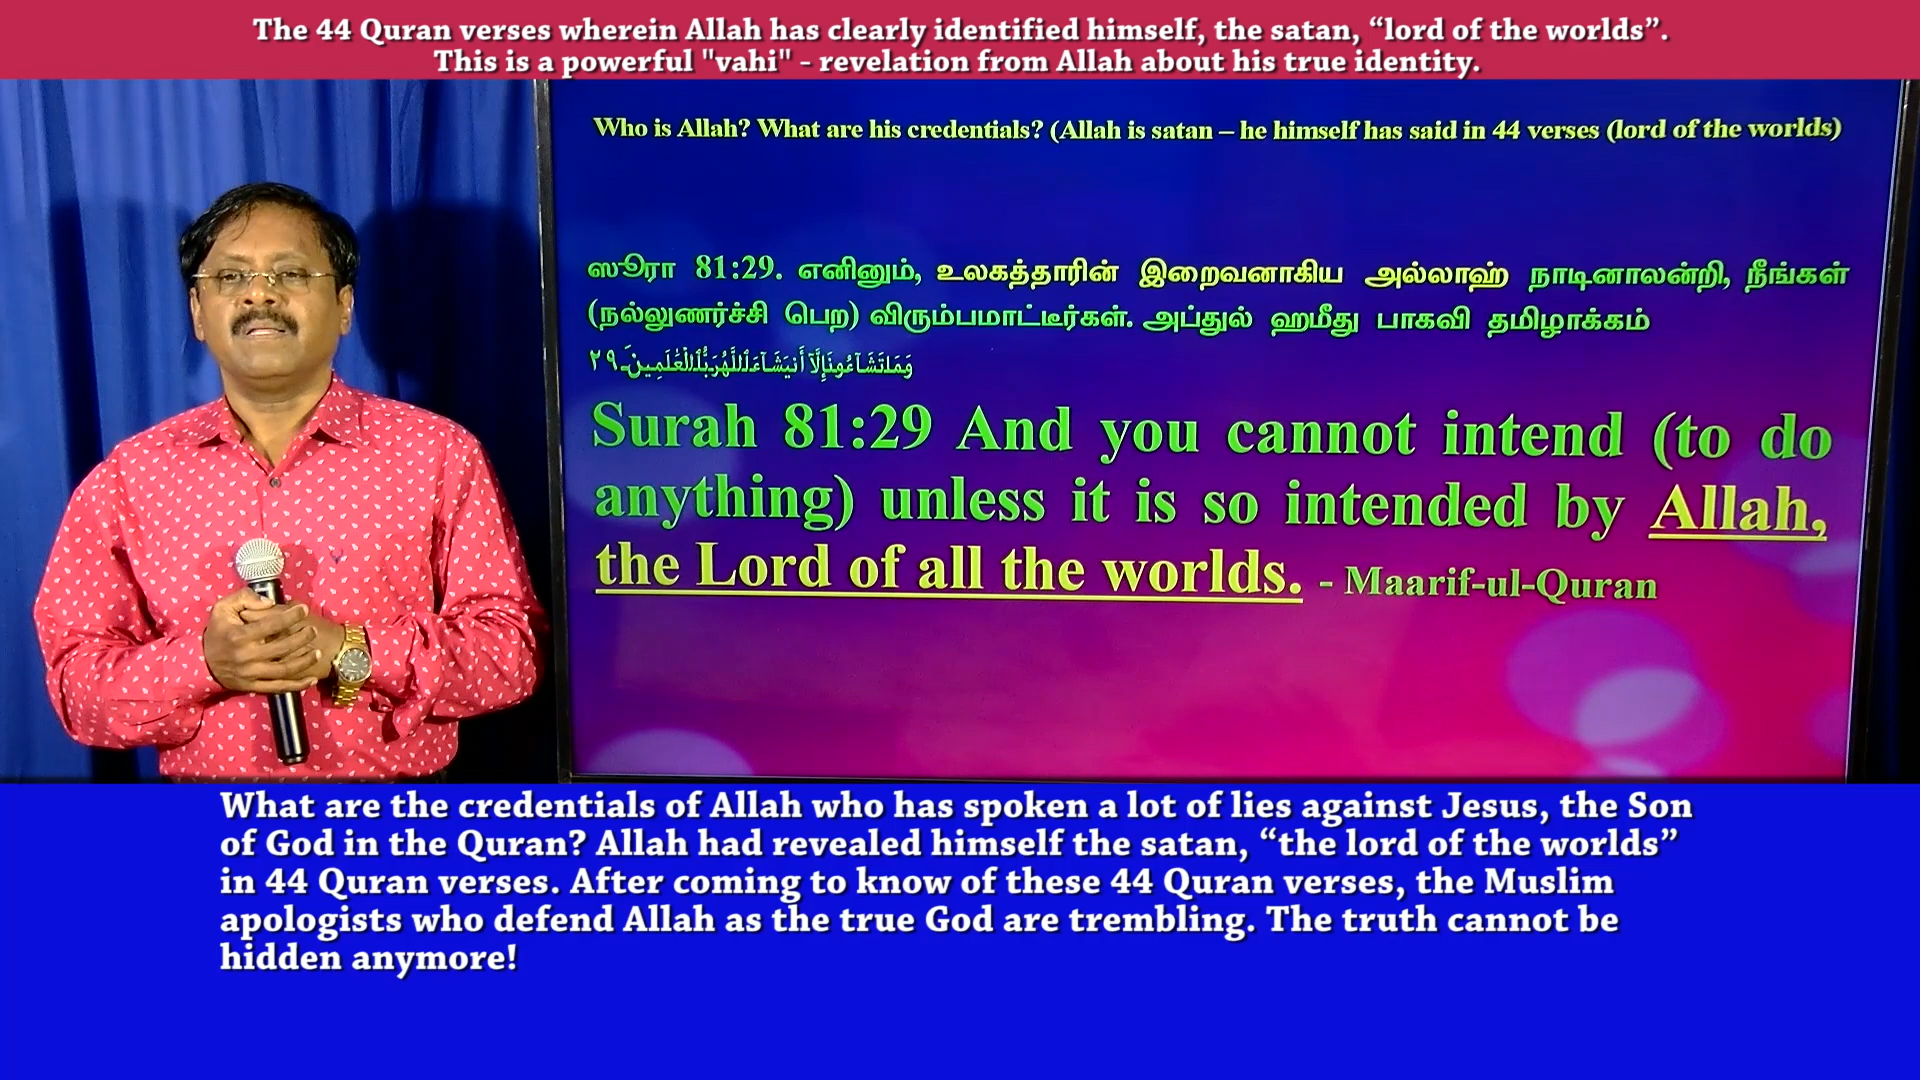 The 44 Quran verses wherein Allah has clearly identified himself, the satan, “lord of the worlds”.
This is a powerful "vahi" - revelation from Allah about his true identity.
Who is Allah? What are his credentials? (Allah is satan – he himself has said in 44 verses (lord of the worlds)
ஸூரா 81:29. எனினும், உலகத்தாரின் இறைவனாகிய அல்லாஹ் நாடினாலன்றி, நீங்கள்
(நல்லுணர்ச்சி பெற) விரும்பமாட்டீர்கள். அப்துல் ஹமீது பாகவி தமிழாக்கம்
وَمَا تَشَآءُونَ إِلَّآ أَن يَشَآءَ ٱللَّهُ رَبُّ ٱلْعَٰلَمِينَ ٢٩
Surah 81:29 And you cannot intend (to do
anything) unless it is so intended by Allah,
the Lord of all the worlds. - Maarif-ul-Quran
What are the credentials of Allah who has spoken a lot of lies against Jesus, the Son
of God in the Quran? Allah had revealed himself the satan, “the lord of the worlds”
in 44 Quran verses. After coming to know of these 44 Quran verses, the Muslim
apologists who defend Allah as the true God are trembling. The truth cannot be
hidden anymore!